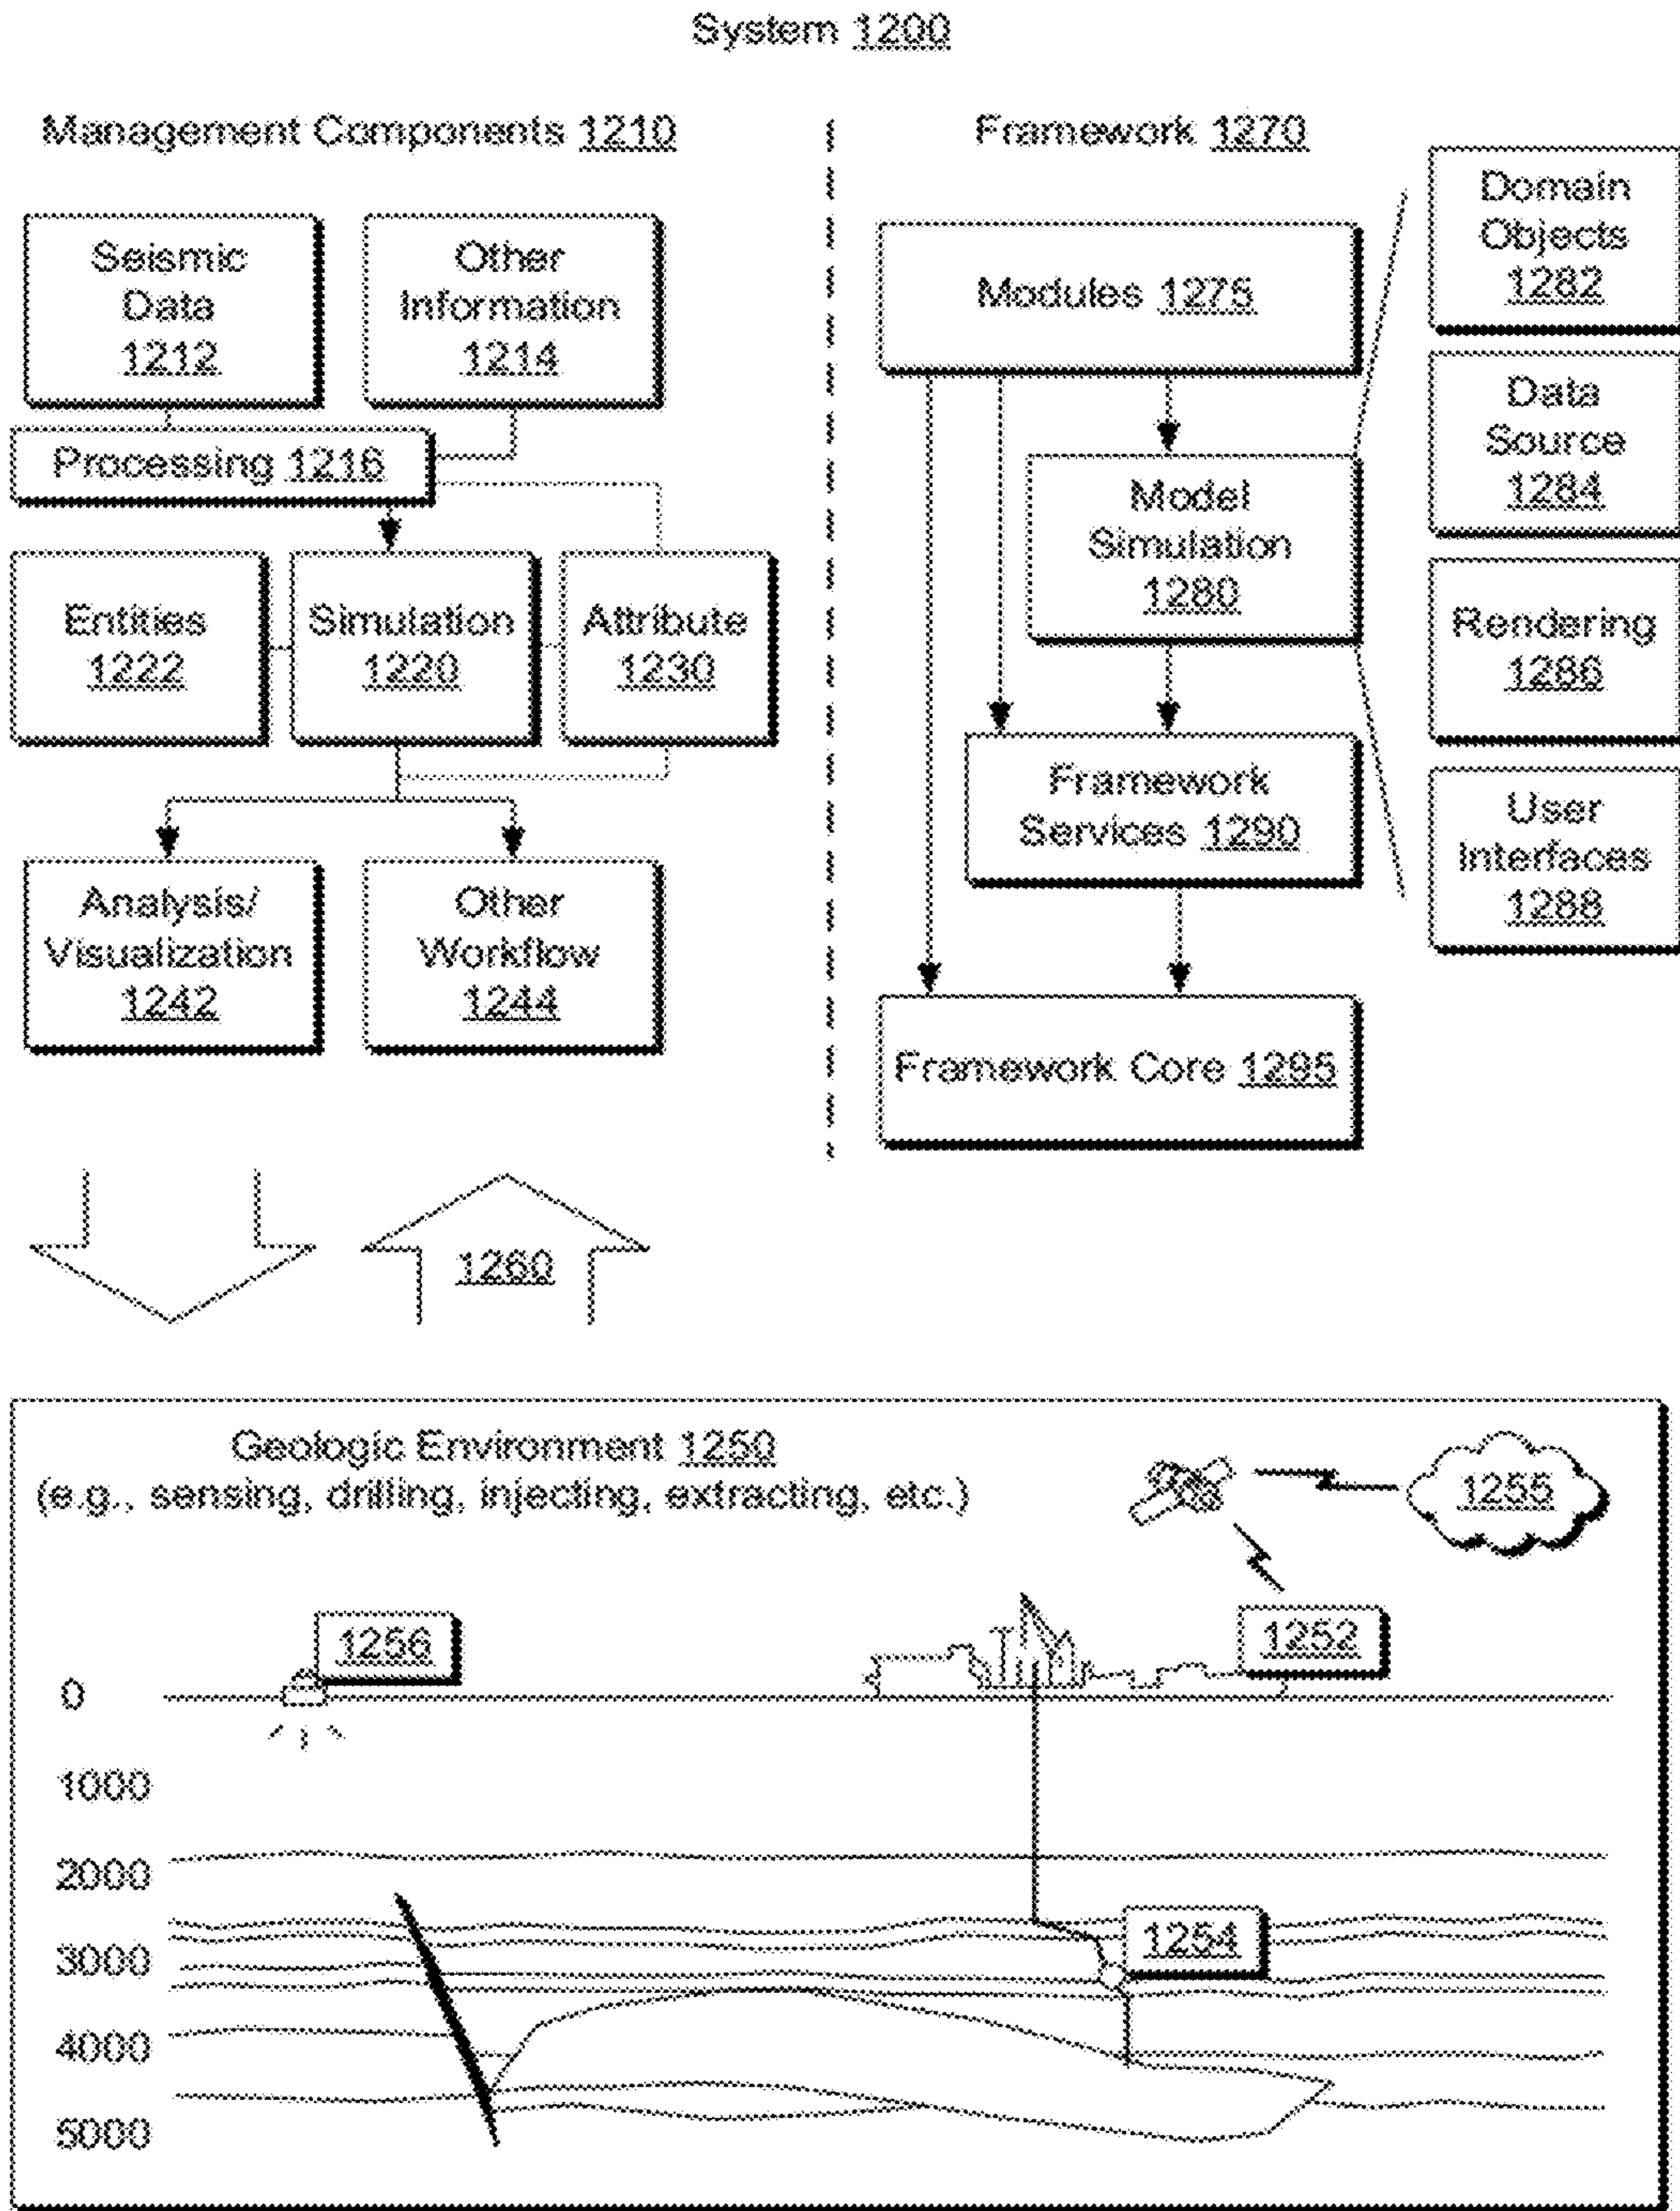 System 1200
Management Components 1210
Seismic
Data
1212
Other
Information
1214
Processing 1216
Entities
1222
Simulation
1220
Attribute
1230
Analysis/
Visualization
1242
Other
Workflow
1244
Framework 1270
Modules 1275
Model
Simulation
1280
Framework
Services 1290
Framework Core 1295
Domain
Objects
1282
Data
Source
1284
Rendering
1286
User
Interfaces
1288
1260
Geologic Environment 1250
(e.g., sensing, drilling, injecting, extracting, etc.)
1255
1256
1252
0
1000
2000
1254
3000
4000
5000